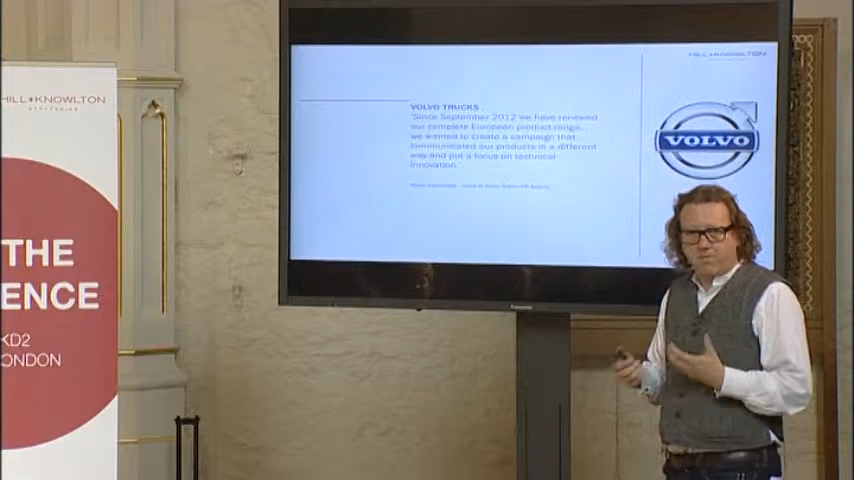 HILL+KNOWLTON
STRATEGIES
THE
ENCE
KD2
LONDON
HILL+KNOWLTON
VOLVO TRUCKS
'Since September 2012 we have renewed
our complete European product range...
we wanted to create a campaign that
communicated our products in a different
way and put a focus on technical
innovation.'
VOLVO